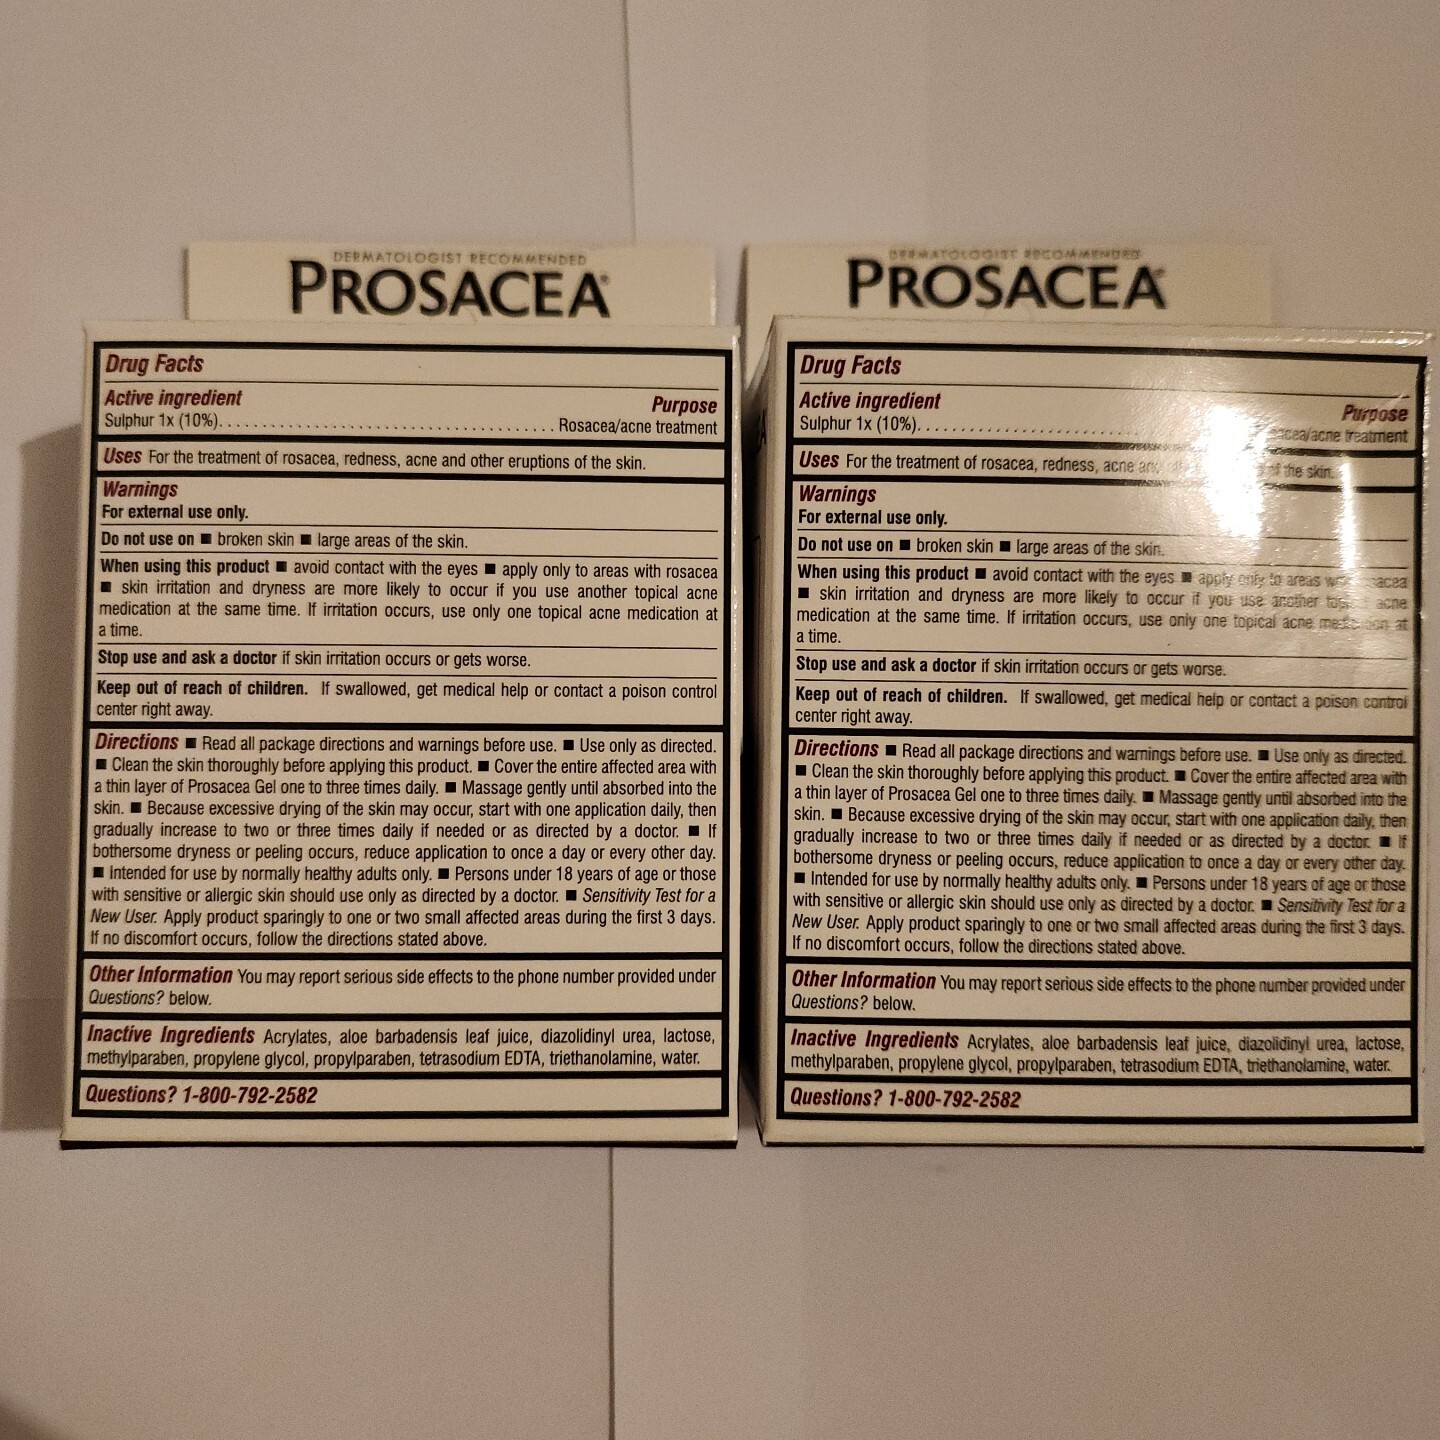 DERMATOLOGIST RECOMMENDED
PROSACEA®
Drug Facts
Active ingredient Purpose
Sulphur 1x (10%). . . . . . . . . . . . . . . . . . . . . . . . . . . . . . . . . . . . Rosacea/acne treatment
Uses For the treatment of rosacea, redness, acne and other eruptions of the skin.
Warnings
For external use only.
Do not use on ■ broken skin ■ large areas of the skin.
When using this product ■ avoid contact with the eyes ■ apply only to areas with rosacea
■ skin irritation and dryness are more likely to occur if you use another topical acne
medication at the same time. If irritation occurs, use only one topical acne medication at
a time.
Stop use and ask a doctor if skin irritation occurs or gets worse.
Keep out of reach of children. If swallowed, get medical help or contact a poison control
center right away.
Directions ■ Read all package directions and warnings before use. ■ Use only as directed.
■ Clean the skin thoroughly before applying this product. ■ Cover the entire affected area with
a thin layer of Prosacea Gel one to three times daily. ■ Massage gently until absorbed into the
skin. ■ Because excessive drying of the skin may occur, start with one application daily, then
gradually increase to two or three times daily if needed or as directed by a doctor. ■ If
bothersome dryness or peeling occurs, reduce application to once a day or every other day.
■ Intended for use by normally healthy adults only. ■ Persons under 18 years of age or those
with sensitive or allergic skin should use only as directed by a doctor. ■ Sensitivity Test for a
New User. Apply product sparingly to one or two small affected areas during the first 3 days.
If no discomfort occurs, follow the directions stated above.
Other Information You may report serious side effects to the phone number provided under
Questions? below.
Inactive Ingredients Acrylates, aloe barbadensis leaf juice, diazolidinyl urea, lactose,
methylparaben, propylene glycol, propylparaben, tetrasodium EDTA, triethanolamine, water.
Questions? 1-800-792-2582
DERMATOLOGIST RECOMMENDED
PROSACEA®
Drug Facts
Active ingredient Purpose
Sulphur 1x (10%). . . . . . . . . . . . . . . . . . . . . . . treatment
Uses For the treatment of rosacea, redness, acne of the skin.
Warnings
For external use only.
Do not use on ■ broken skin ■ large areas of the skin.
When using this product ■ avoid contact with the eyes ■ apply only to areas
■ skin irritation and dryness are more likely to occur if you use another acne
medication at the same time. If irritation occurs, use only one topical acne at
a time.
Stop use and ask a doctor if skin irritation occurs or gets worse.
Keep out of reach of children. If swallowed, get medical help or contact a poison control
center right away.
Directions ■ Read all package directions and warnings before use. ■ Use only as directed.
■ Clean the skin thoroughly before applying this product. ■ Cover the entire affected area with
a thin layer of Prosacea Gel one to three times daily. ■ Massage gently until absorbed into the
skin. ■ Because excessive drying of the skin may occur, start with one application daily, then
gradually increase to two or three times daily if needed or as directed by a doctor. ■ If
bothersome dryness or peeling occurs, reduce application to once a day or every other day.
■ Intended for use by normally healthy adults only. ■ Persons under 18 years of age or those
with sensitive or allergic skin should use only as directed by a doctor. ■ Sensitivity Test for a
New User. Apply product sparingly to one or two small affected areas during the first 3 days.
If no discomfort occurs, follow the directions stated above.
Other Information You may report serious side effects to the phone number provided under
Questions? below.
Inactive Ingredients Acrylates, aloe barbadensis leaf juice, diazolidinyl urea, lactose,
methylparaben, propylene glycol, propylparaben, tetrasodium EDTA, triethanolamine, water.
Questions? 1-800-792-2582